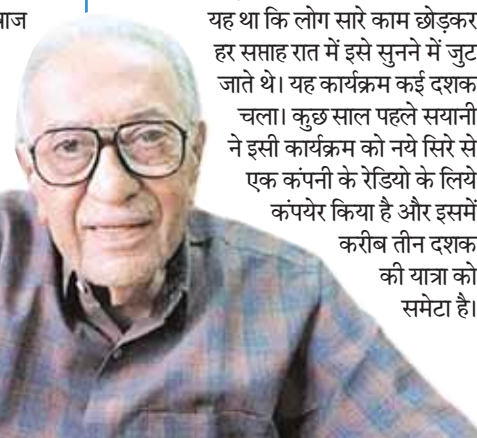 यह था कि लोग सारे काम छोड़कर
हर सप्ताह रात में इसे सुनने में जुट
जाते थे। यह कार्यक्रम कई दशक
चला। कुछ साल पहले सयानी
ने इसी कार्यक्रम को नये सिरे से
एक कंपनी के रेडियो के लिये
कंपयेर किया है और इसमें
करीब तीन दशक
की यात्रा को
समेटा है।